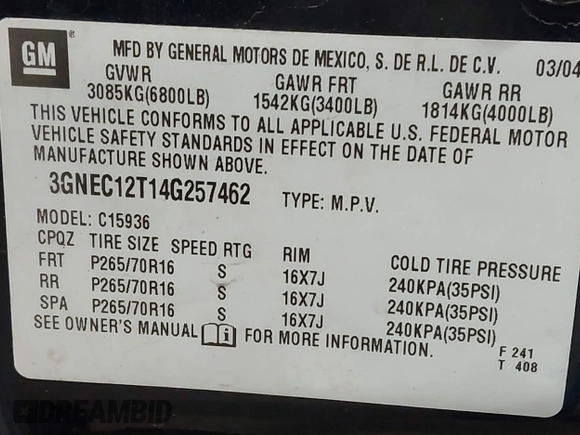 GM
MFD BY GENERAL MOTORS DE MEXICO, S. DE R.L. DE C.V. 03/04
GVWR GAWR FRT GAWR RR
3085KG(6800LB) 1542KG(3400LB) 1814KG(4000LB)
THIS VEHICLE CONFORMS TO ALL APPLICABLE U.S. FEDERAL MOTOR
VEHICLE SAFETY STANDARDS IN EFFECT ON THE DATE OF
MANUFACTURE SHOWN ABOVE.
3GNEC12T14G257462 TYPE: M.P.V.
MODEL: C15936
CPQZ TIRE SIZE SPEED RTG RIM COLD TIRE PRESSURE
FRT P265/70R16 S 16X7J 240KPA(35PSI)
RR P265/70R16 S 16X7J 240KPA(35PSI)
SPA P265/70R16 S 16X7J 240KPA(35PSI)
SEE OWNER'S MANUAL FOR MORE INFORMATION.
F 241
T 408
DREAMBID